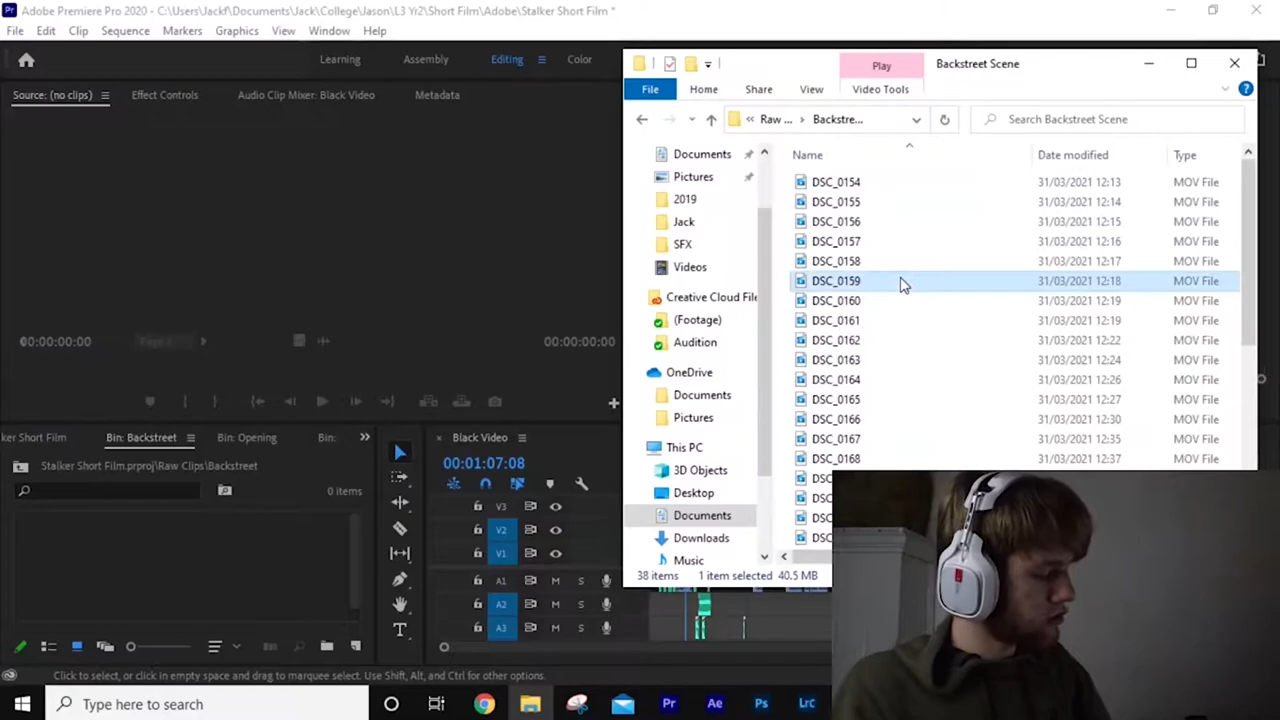 Adobe Premiere Pro 2020 - C:\Users\Jackf\Documents\Jack\College\Jason\L3 Yr2\Short Film\Adobe\Stalker Short Film *
File Edit Clip Sequence Markers Graphics View Window Help
Learning Assembly Editing Color
Source: (no clips) Effect Controls Audio Clip Mixer: Black Video Metadata
00:00:00:00 00:00:00:00
ker Short Film Bin: Backstreet Bin: Opening Bin:
Stalker Short Film.prproj\Raw Clips\Backstreet
0 items
Black Video
00:01:07:08
V3
V2
V1
A1 M S
A2 M S
A3 M S
Click to select, or click in empty space and drag to marquee select. Use Shift, Alt, and Ctrl for other options.
Play Backstreet Scene
File Home Share View Video Tools
« Raw ... › Backstre... Search Backstreet Scene
Documents
Pictures
2019
Jack
SFX
Videos
Creative Cloud File
(Footage)
Audition
OneDrive
Documents
Pictures
This PC
3D Objects
Desktop
Documents
Downloads
Music
Name Date modified Type
DSC_0154 31/03/2021 12:13 MOV File
DSC_0155 31/03/2021 12:14 MOV File
DSC_0156 31/03/2021 12:15 MOV File
DSC_0157 31/03/2021 12:16 MOV File
DSC_0158 31/03/2021 12:17 MOV File
DSC_0159 31/03/2021 12:18 MOV File
DSC_0160 31/03/2021 12:19 MOV File
DSC_0161 31/03/2021 12:19 MOV File
DSC_0162 31/03/2021 12:22 MOV File
DSC_0163 31/03/2021 12:24 MOV File
DSC_0164 31/03/2021 12:26 MOV File
DSC_0165 31/03/2021 12:27 MOV File
DSC_0166 31/03/2021 12:30 MOV File
DSC_0167 31/03/2021 12:35 MOV File
DSC_0168 31/03/2021 12:37 MOV File
DS
DS
DS
DS
38 items 1 item selected 40.5 MB
Type here to search
Pr Ae Ps Lrc